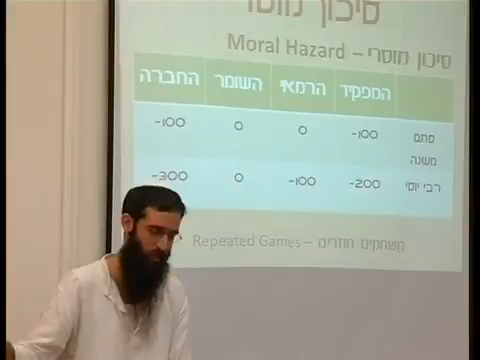 סיכון מוסרי
סיכון מוסרי – Moral Hazard
המפקיד הרמאי השומר החברה
סתם משנה -100 0 0 -100
רבי יוסי -200 -100 0 -300
משחקים חוזרים – Repeated Games